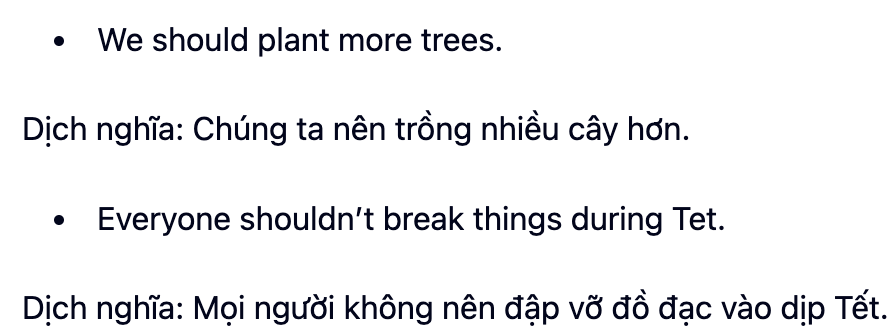 • We should plant more trees.
Dịch nghĩa: Chúng ta nên trồng nhiều cây hơn.
• Everyone shouldn’t break things during Tet.
Dịch nghĩa: Mọi người không nên đập vỡ đồ đạc vào dịp Tết.